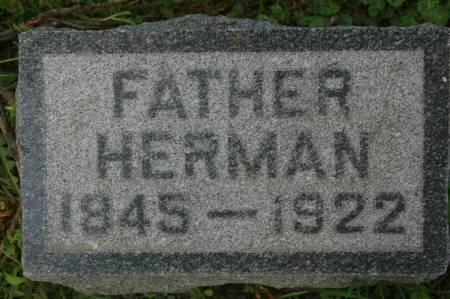 FATHER
HERMAN
1845 — 1922